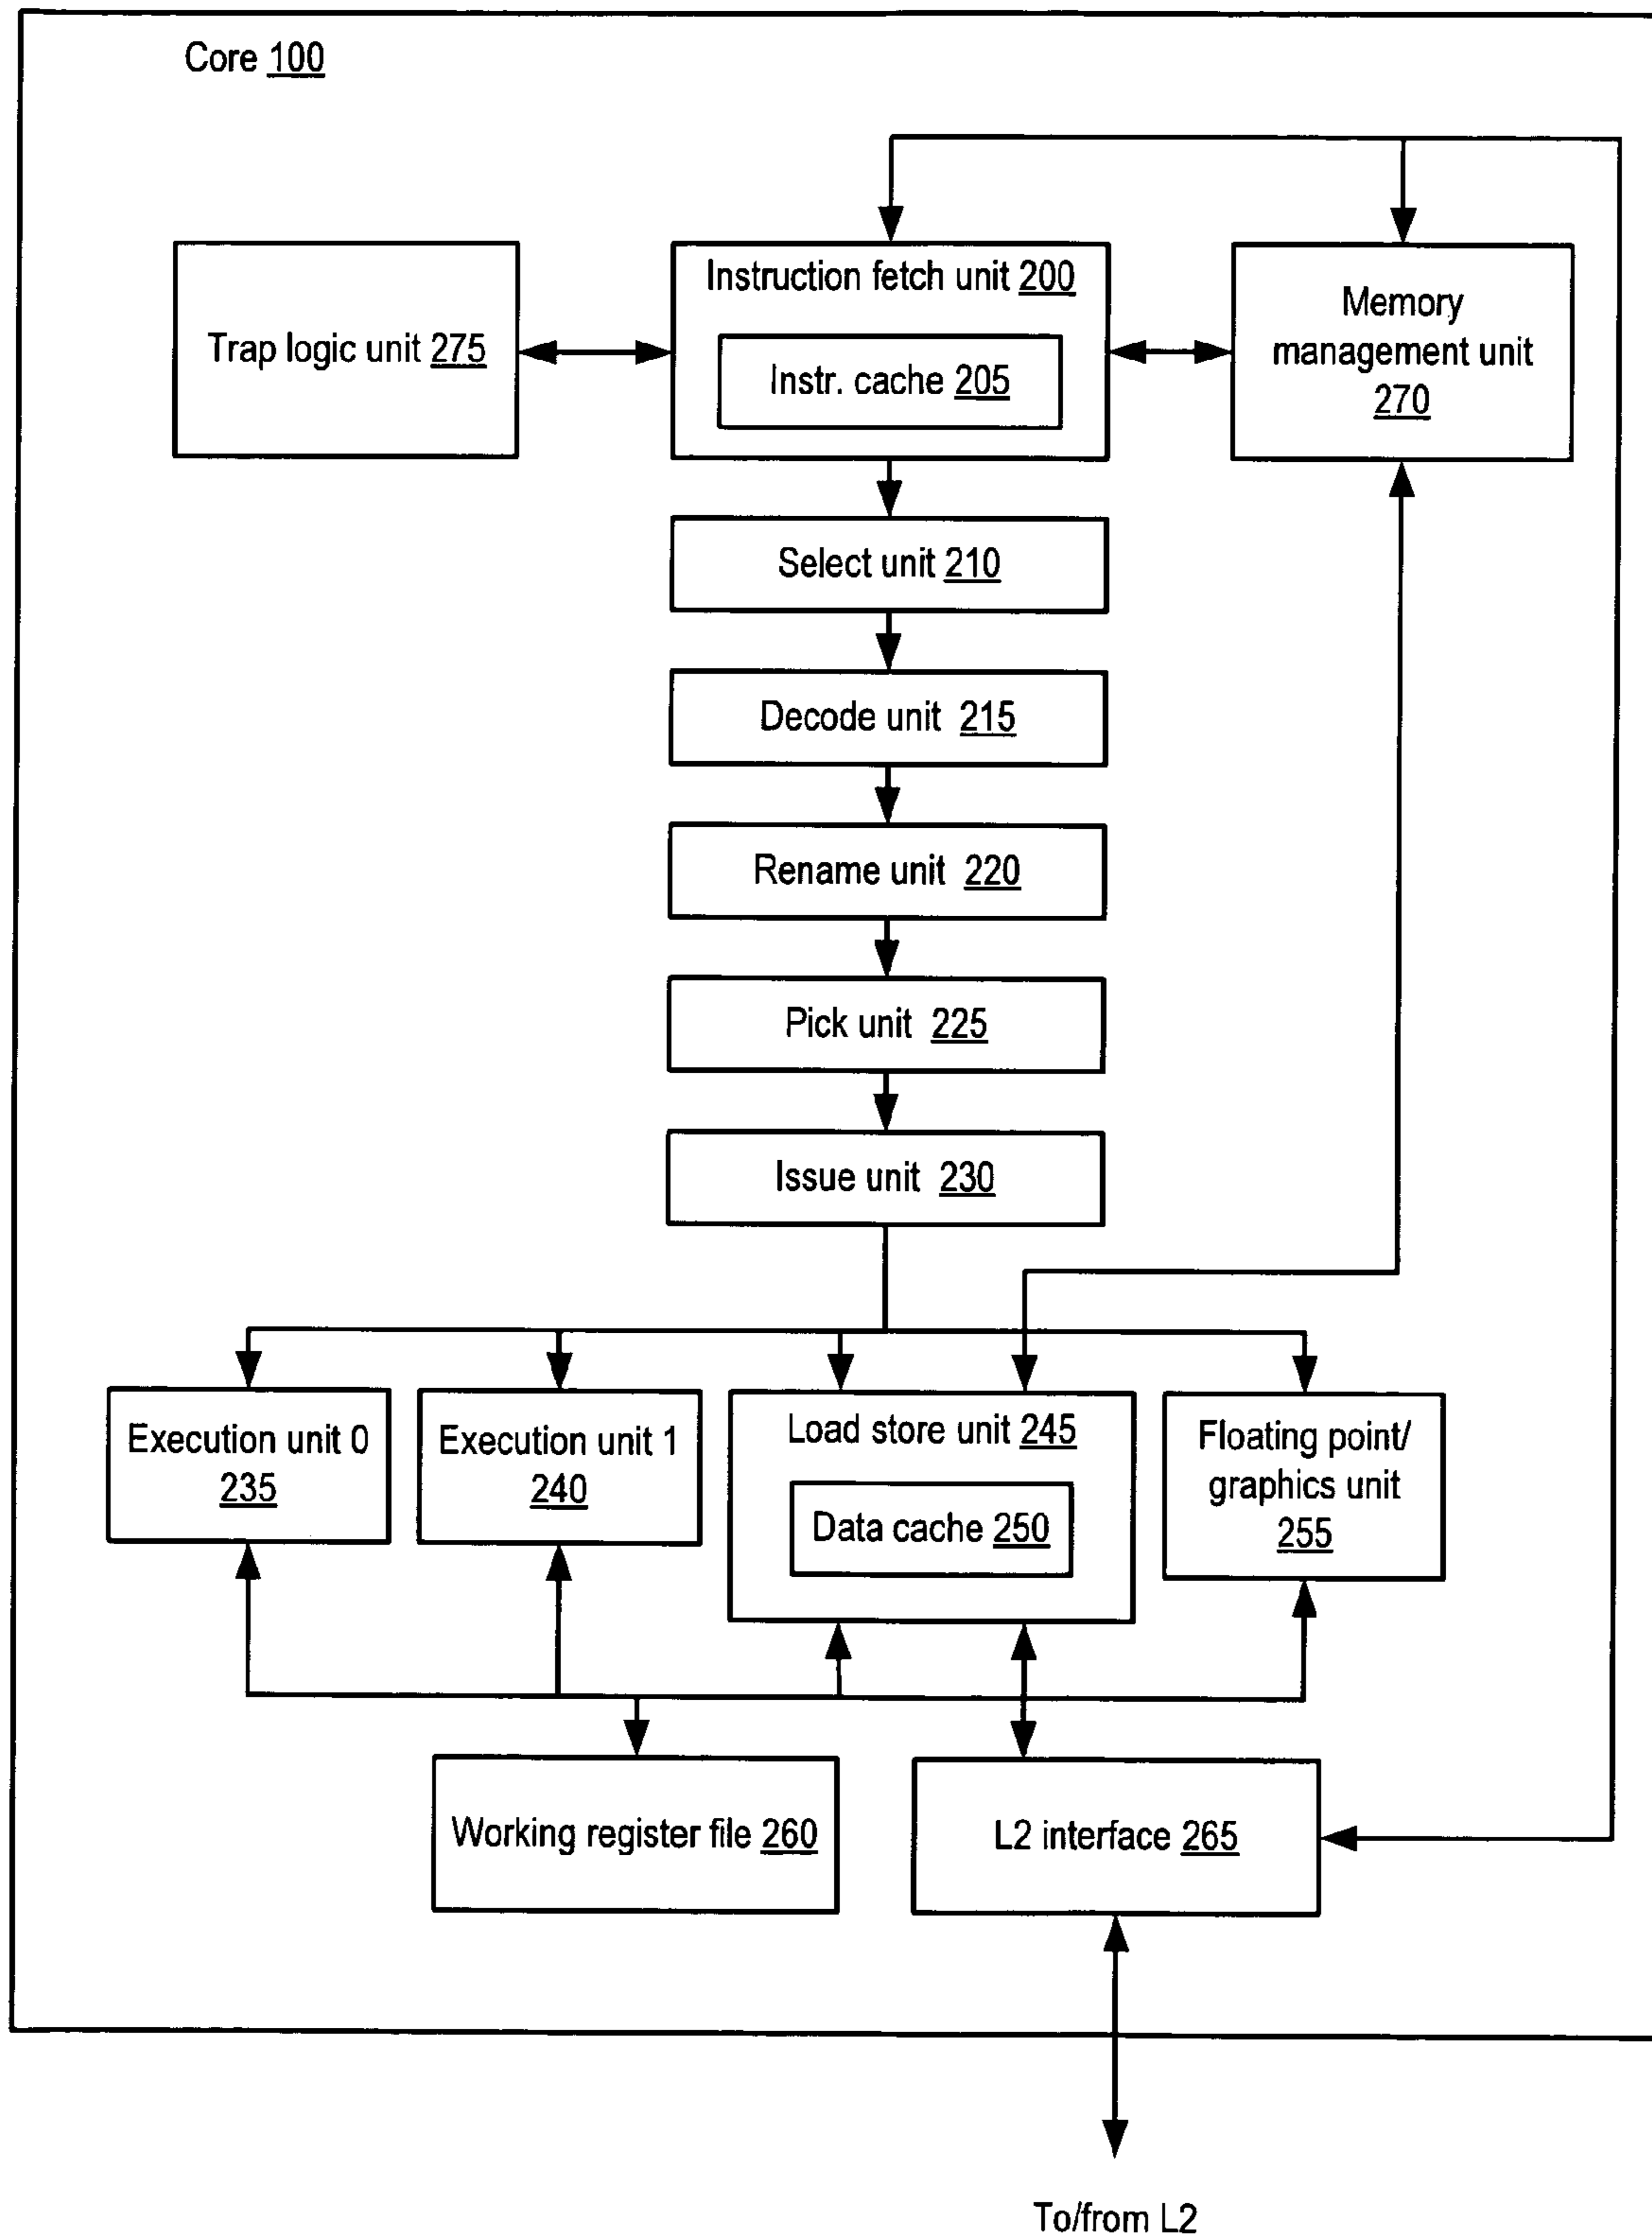 Core 100
Instruction fetch unit 200
Trap logic unit 275
Instr. cache 205
Memory
management unit
270
Select unit 210
Decode unit 215
Rename unit 220
Pick unit 225
Issue unit 230
Execution unit 0
235
Execution unit 1
240
Load store unit 245
Data cache 250
Floating point/
graphics unit
255
Working register file 260
L2 interface 265
To/from L2